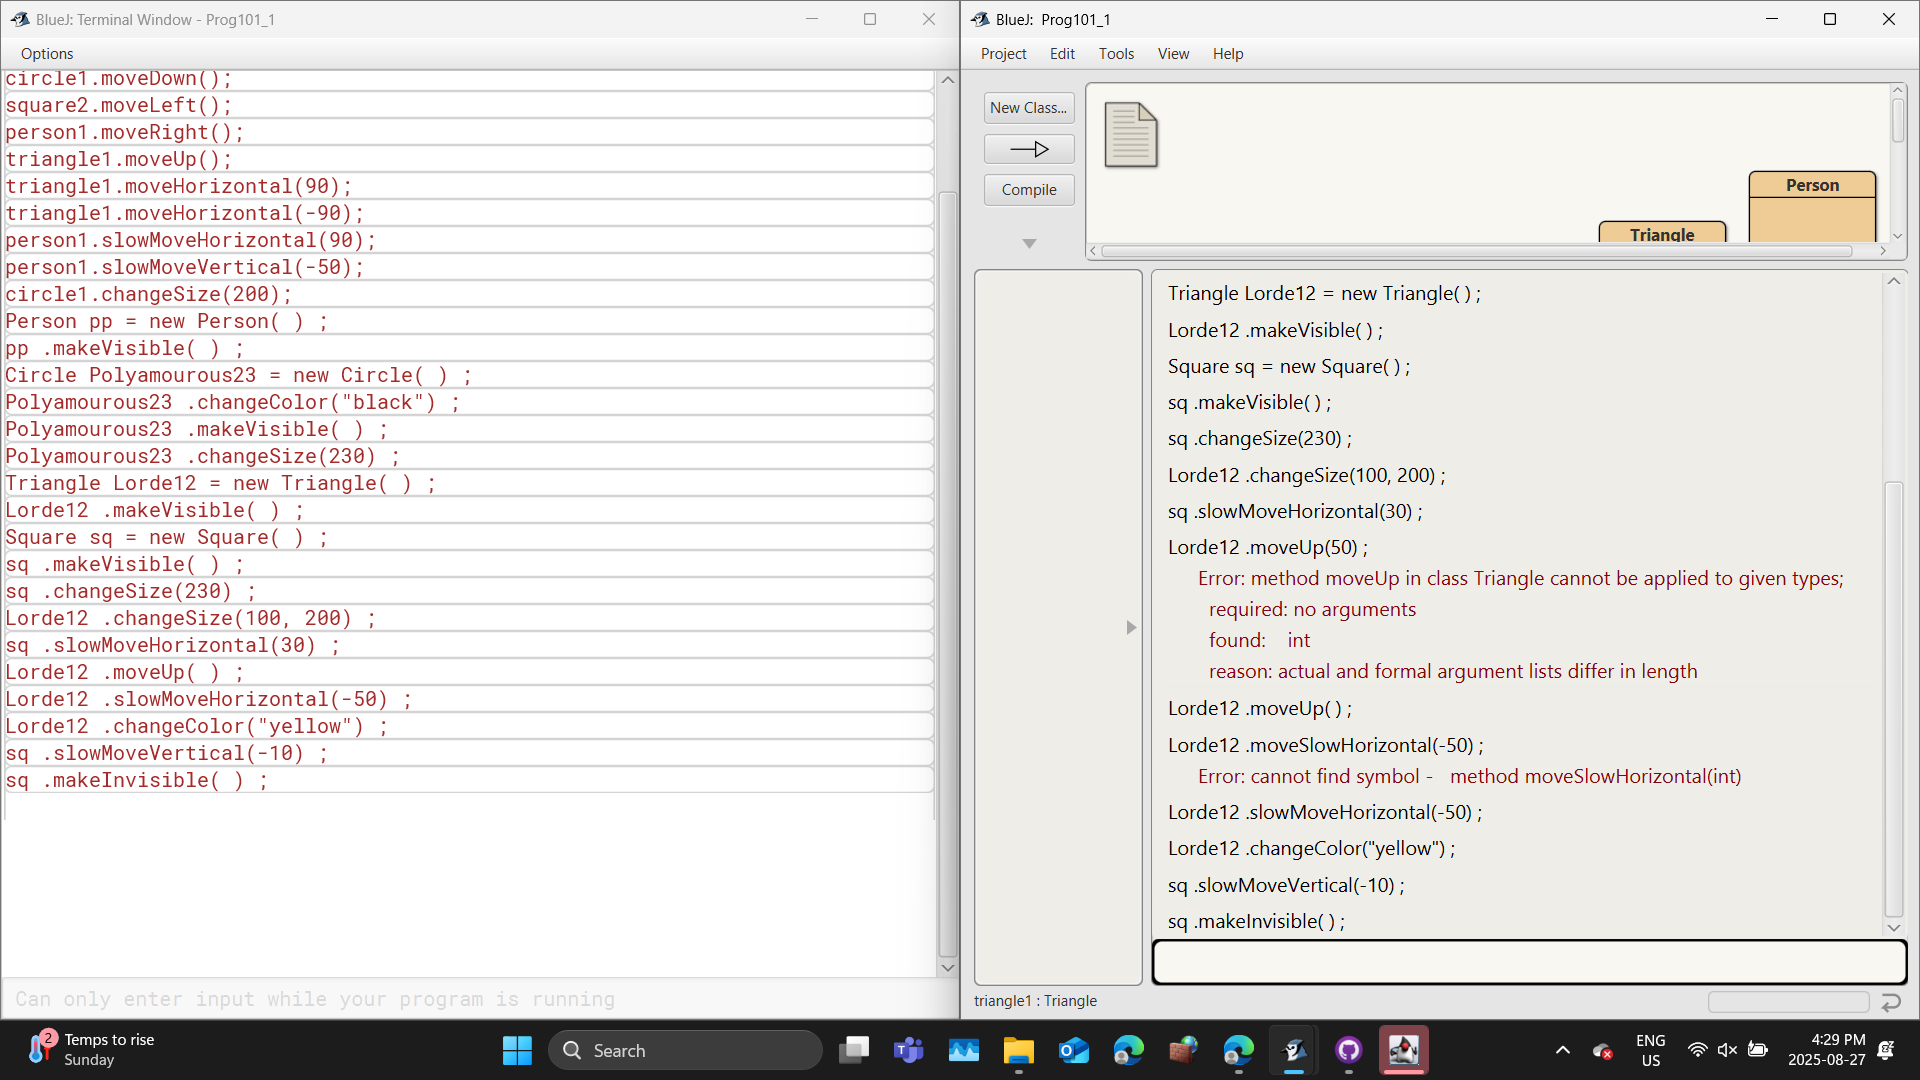 BlueJ: Terminal Window - Prog101_1
Options
circle1.moveDown();
square2.moveLeft();
person1.moveRight();
triangle1.moveUp();
triangle1.moveHorizontal(90);
triangle1.moveHorizontal(-90);
person1.slowMoveHorizontal(90);
person1.slowMoveVertical(-50);
circle1.changeSize(200);
Person pp = new Person( ) ;
pp .makeVisible( ) ;
Circle Polyamourous23 = new Circle( ) ;
Polyamourous23 .changeColor("black") ;
Polyamourous23 .makeVisible( ) ;
Polyamourous23 .changeSize(230) ;
Triangle Lorde12 = new Triangle( ) ;
Lorde12 .makeVisible( ) ;
Square sq = new Square( ) ;
sq .makeVisible( ) ;
sq .changeSize(230) ;
Lorde12 .changeSize(100, 200) ;
sq .slowMoveHorizontal(30) ;
Lorde12 .moveUp( ) ;
Lorde12 .slowMoveHorizontal(-50) ;
Lorde12 .changeColor("yellow") ;
sq .slowMoveVertical(-10) ;
sq .makeInvisible( ) ;
Can only enter input while your program is running
BlueJ: Prog101_1
Project Edit Tools View Help
New Class...
Compile
Person
Triangle
Triangle Lorde12 = new Triangle( ) ;
Lorde12 .makeVisible( ) ;
Square sq = new Square( ) ;
sq .makeVisible( ) ;
sq .changeSize(230) ;
Lorde12 .changeSize(100, 200) ;
sq .slowMoveHorizontal(30) ;
Lorde12 .moveUp(50) ;
Error: method moveUp in class Triangle cannot be applied to given types;
required: no arguments
found: int
reason: actual and formal argument lists differ in length
Lorde12 .moveUp( ) ;
Lorde12 .moveSlowHorizontal(-50) ;
Error: cannot find symbol - method moveSlowHorizontal(int)
Lorde12 .slowMoveHorizontal(-50) ;
Lorde12 .changeColor("yellow") ;
sq .slowMoveVertical(-10) ;
sq .makeInvisible( ) ;
triangle1 : Triangle
2
Temps to rise
Sunday
Search
ENG
US
4:29 PM
2025-08-27